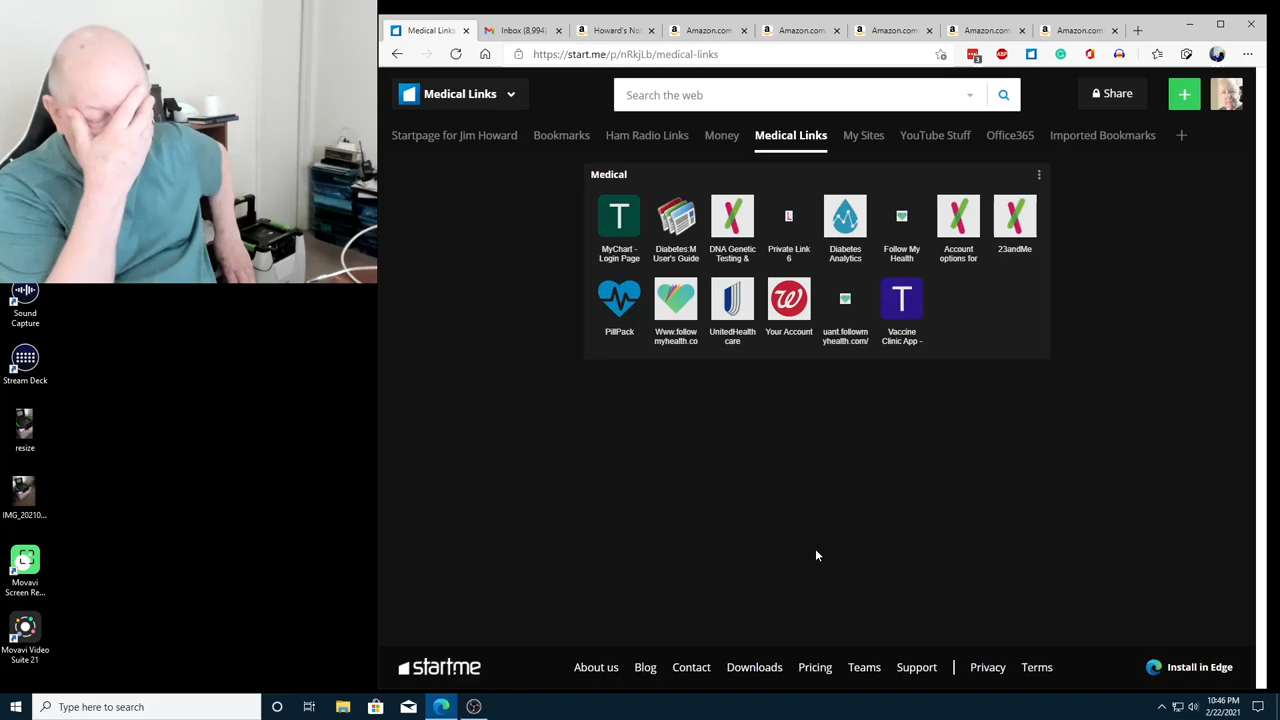 Medical Links
Inbox (8,994)
Howard's No
Amazon.com
Amazon.com
Amazon.com
Amazon.com
Amazon.com
https://start.me/p/nRkjLb/medical-links
3
ABP
Medical Links
Search the web
Share
Startpage for Jim Howard
Bookmarks
Ham Radio Links
Money
Medical Links
My Sites
YouTube Stuff
Office365
Imported Bookmarks
Medical
T
MyChart -
Login Page
Diabetes:M
User's Guide
DNA Genetic
Testing &
L
Private Link
6
Diabetes
Analytics
Follow My
Health
Account
options for
23andMe
PillPack
Www.follow
myhealth.co
UnitedHealth
care
W
Your Account
uant.followm
yhealth.com/
T
Vaccine
Clinic App -
Sound
Capture
Stream Deck
resize
IMG_20210...
Movavi
Screen Re...
Movavi Video
Suite 21
start.me
About us
Blog
Contact
Downloads
Pricing
Teams
Support
Privacy
Terms
Install in Edge
Type here to search
10:46 PM
2/22/2021